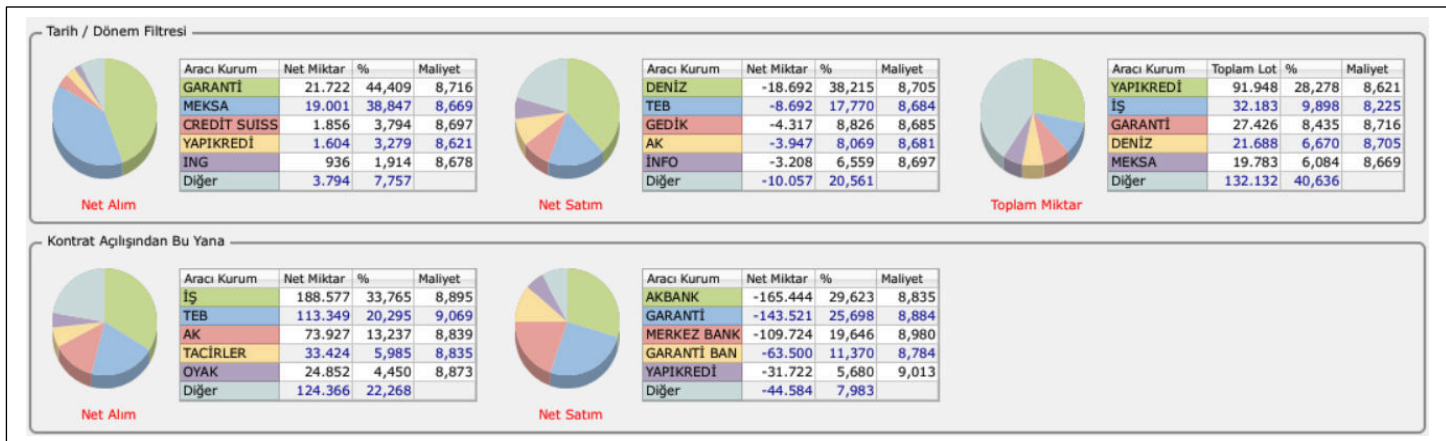 Tarih / Dönem Filtresi
Aracı Kurum Net Miktar % Maliyet
GARANTİ 21.722 44,409 8,716
MEKSA 19.001 38,847 8,669
CREDİT SUISS 1.856 3,794 8,697
YAPIKREDİ 1.604 3,279 8,621
ING 936 1,914 8,678
Diğer 3.794 7,757
Net Alım
Aracı Kurum Net Miktar % Maliyet
DENİZ -18.692 38,215 8,705
TEB -8.692 17,770 8,684
GEDİK -4.317 8,826 8,685
AK -3.947 8,069 8,681
İNFO -3.208 6,559 8,697
Diğer -10.057 20,561
Net Satım
Aracı Kurum Toplam Lot % Maliyet
YAPIKREDİ 91.948 28,278 8,621
İŞ 32.183 9,898 8,225
GARANTİ 27.426 8,435 8,716
DENİZ 21.688 6,670 8,705
MEKSA 19.783 6,084 8,669
Diğer 132.132 40,636
Toplam Miktar
Kontrat Açılışından Bu Yana
Aracı Kurum Net Miktar % Maliyet
İŞ 188.577 33,765 8,895
TEB 113.349 20,295 9,069
AK 73.927 13,237 8,839
TACİRLER 33.424 5,985 8,835
OYAK 24.852 4,450 8,873
Diğer 124.366 22,268
Net Alım
Aracı Kurum Net Miktar % Maliyet
AKBANK -165.444 29,623 8,835
GARANTİ -143.521 25,698 8,884
MERKEZ BANK -109.724 19,646 8,980
GARANTİ BAN -63.500 11,370 8,784
YAPIKREDİ -31.722 5,680 9,013
Diğer -44.584 7,983
Net Satım